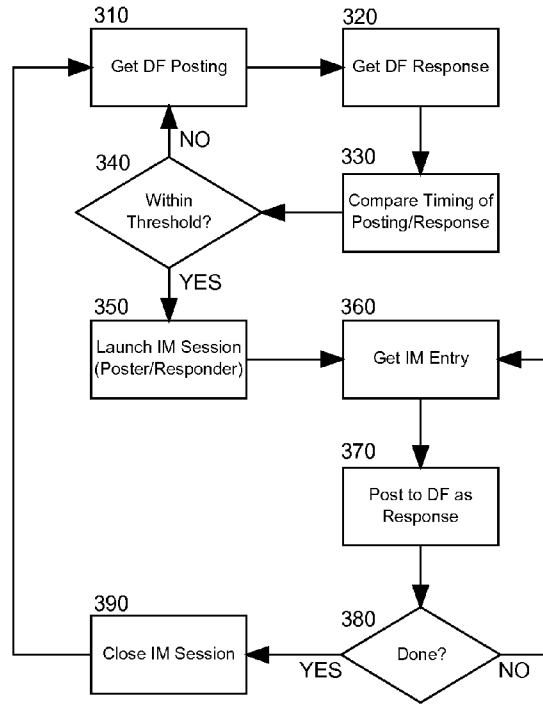 310
Get DF Posting
320
Get DF Response
330
Compare Timing of
Posting/Response
340
Within
Threshold?
NO
YES
350
Launch IM Session
(Poster/Responder)
360
Get IM Entry
370
Post to DF as
Response
380
Done?
YES
NO
390
Close IM Session